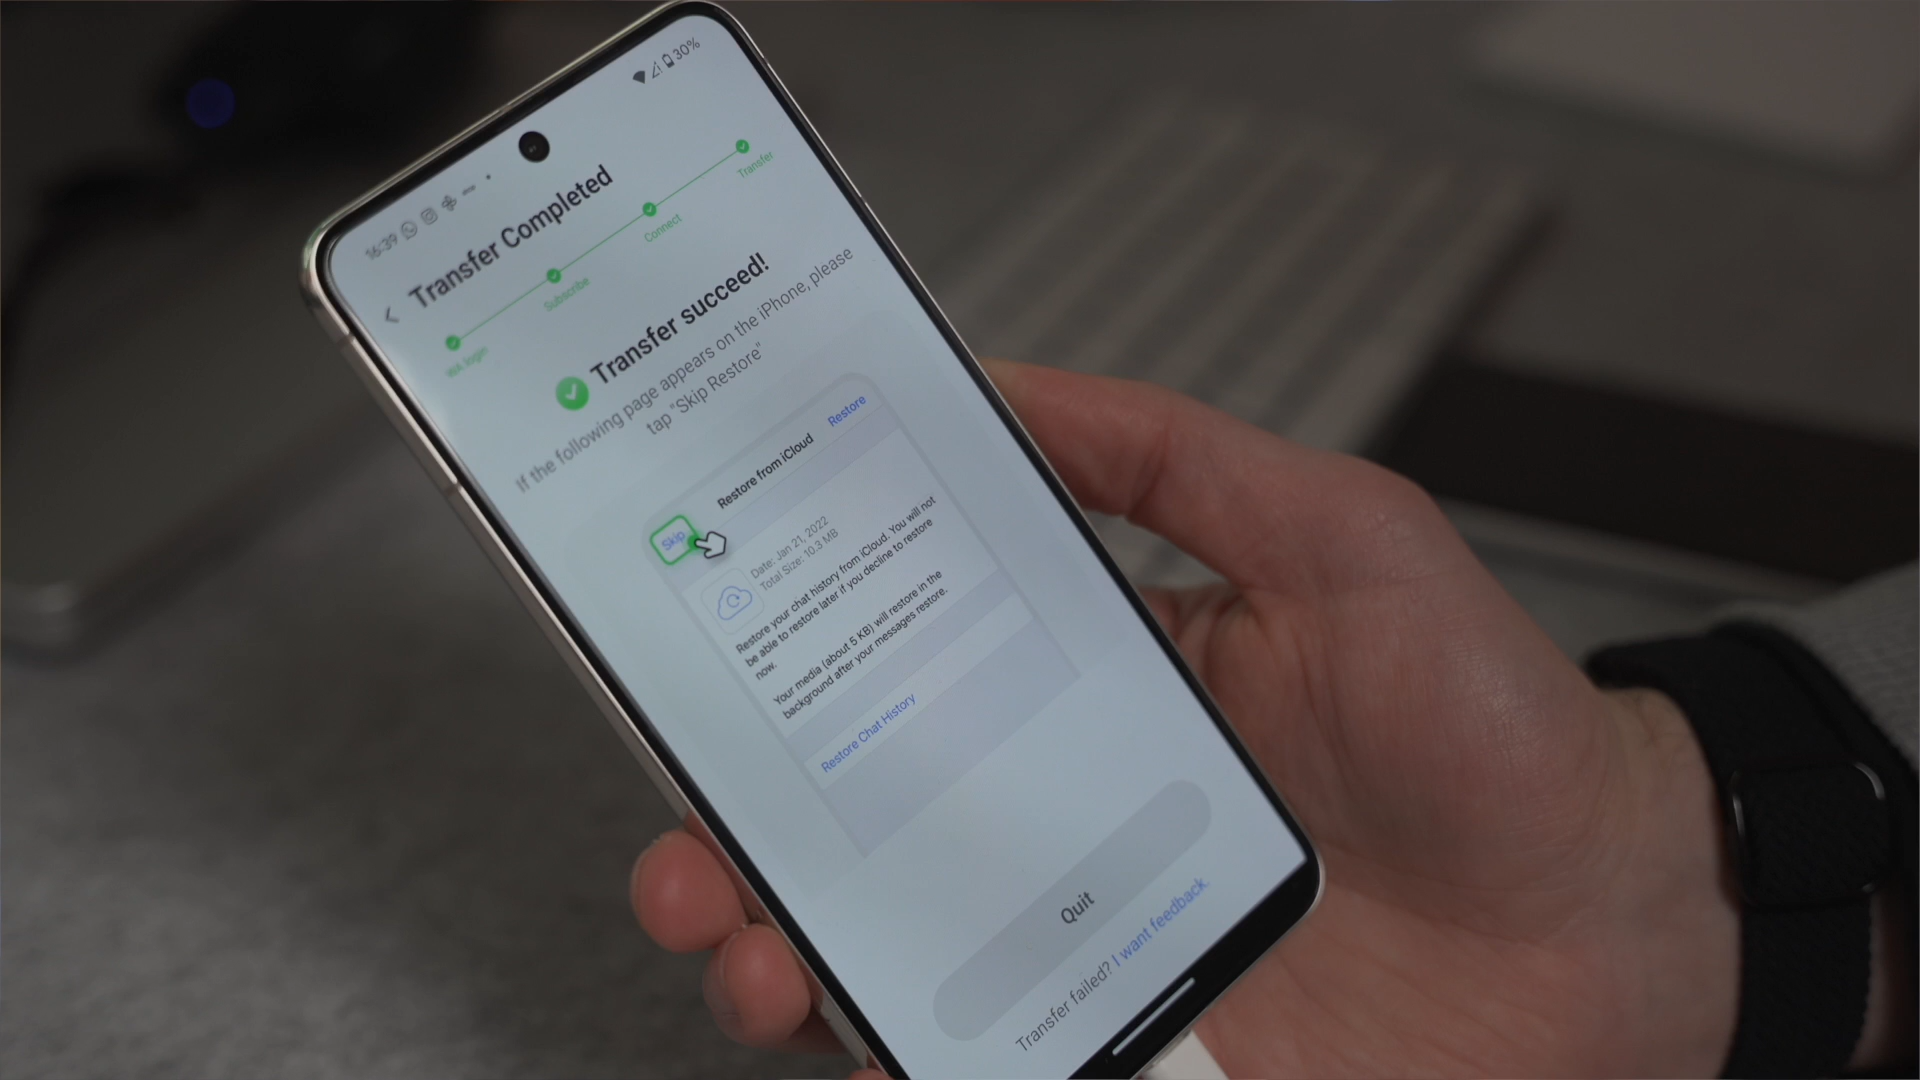 16:39
30%
Transfer Completed
WA login
Subscribe
Connect
Transfer
Transfer succeed!
If the following page appears on the iPhone, please
tap "Skip Restore"
Skip
Restore from iCloud
Restore
Date: Jan 21, 2022
Total Size: 10.3 MB
Restore your chat history from iCloud. You will not
be able to restore later if you decline to restore
now.
Your media (about 5 KB) will restore in the
background after your messages restore.
Restore Chat History
Quit
Transfer failed? I want feedback.